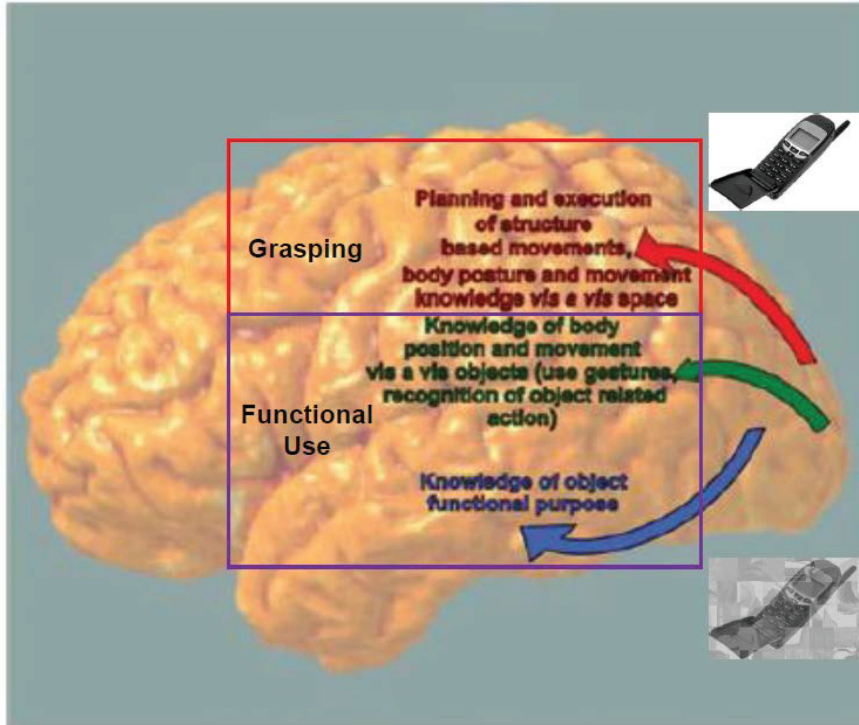 Grasping
Planning and execution
of structure
based movements,
body posture and movement
knowledge vis a vis space
Functional
Use
Knowledge of body
position and movement
vis a vis objects (use gestures,
recognition of object related
action)
Knowledge of object
functional purpose